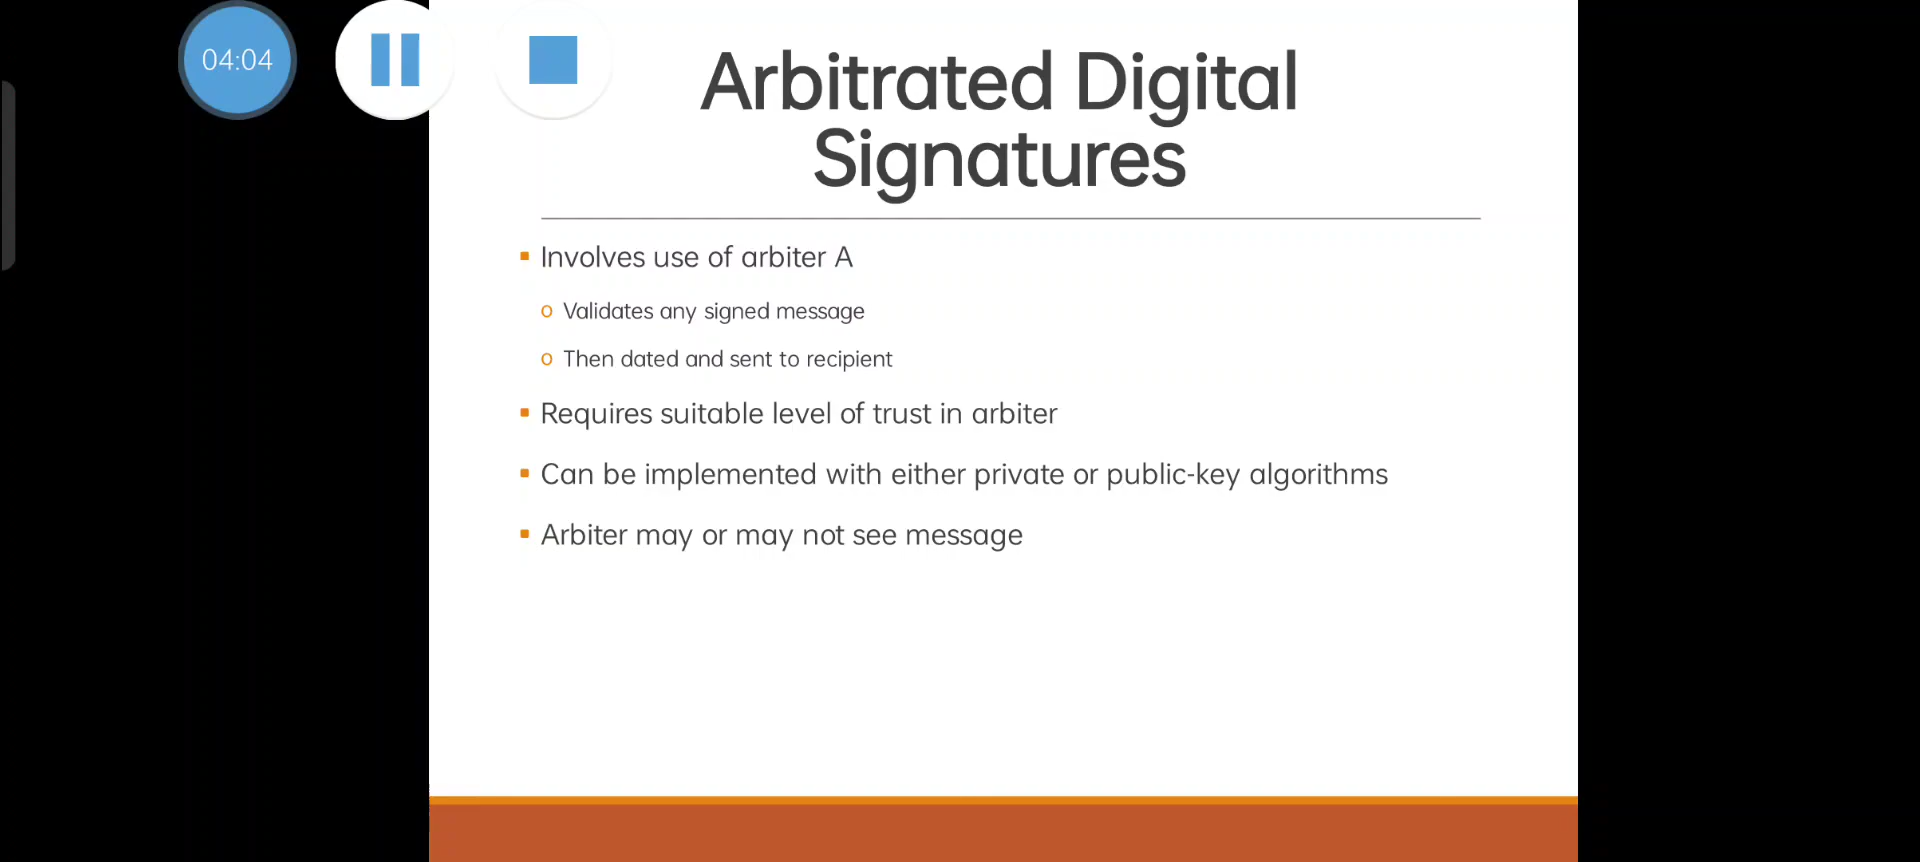 04:04
Arbitrated Digital
Signatures
Involves use of arbiter A
Validates any signed message
Then dated and sent to recipient
Requires suitable level of trust in arbiter
Can be implemented with either private or public-key algorithms
Arbiter may or may not see message